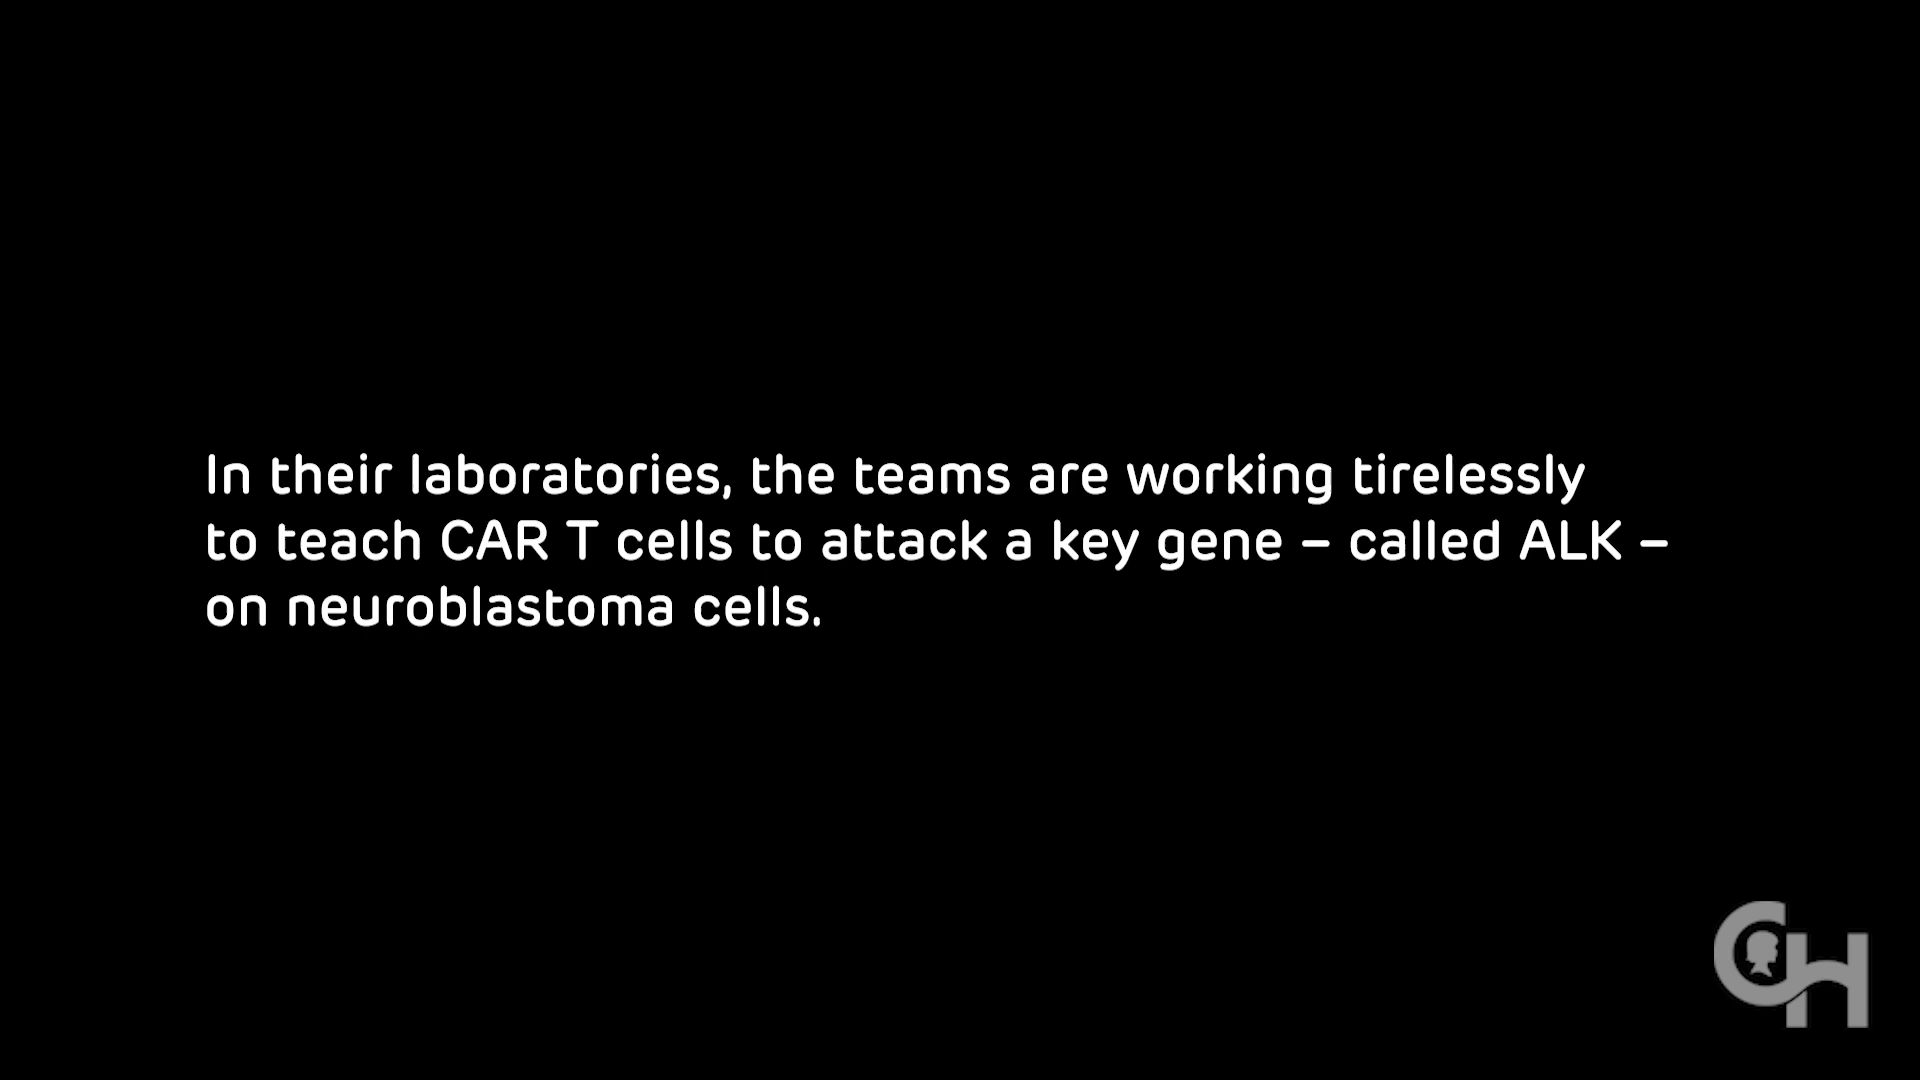 In their laboratories, the teams are working tirelessly
to teach CAR T cells to attack a key gene – called ALK –
on neuroblastoma cells.
CH